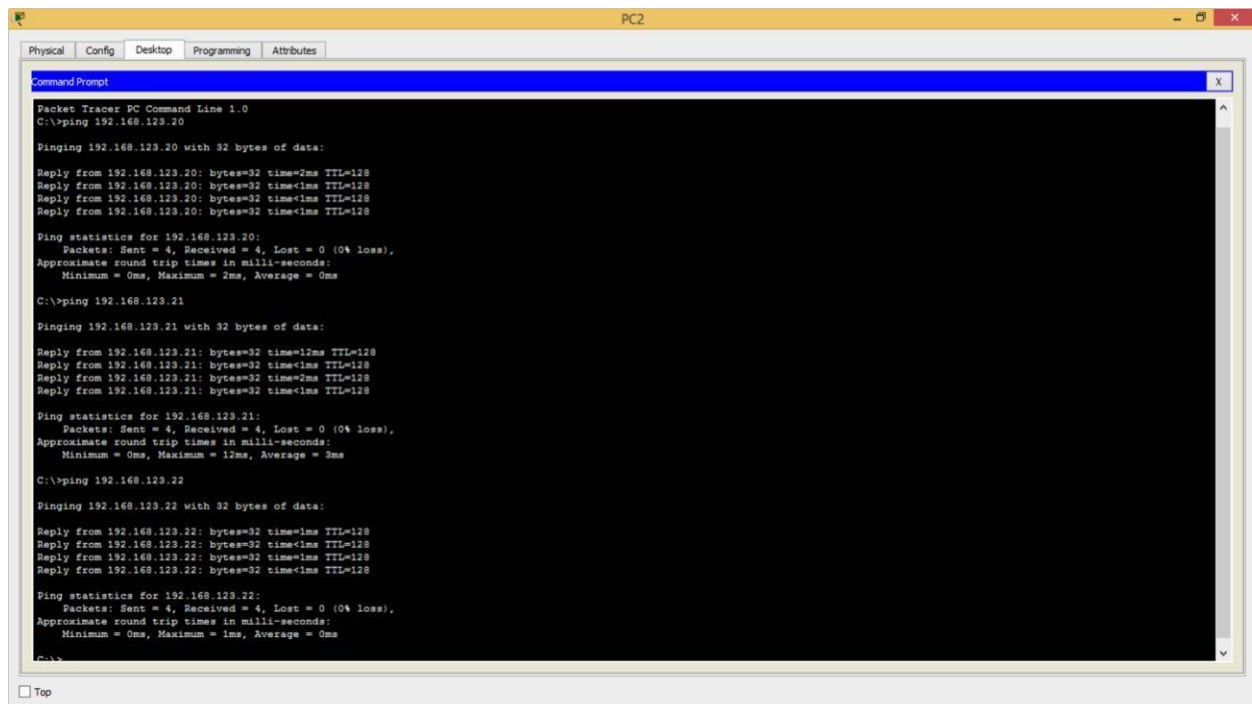 PC2
Physical Config Desktop Programming Attributes
Command Prompt
X
Packet Tracer PC Command Line 1.0
C:\>ping 192.168.123.20
Pinging 192.168.123.20 with 32 bytes of data:
Reply from 192.168.123.20: bytes=32 time=2ms TTL=128
Reply from 192.168.123.20: bytes=32 time<1ms TTL=128
Reply from 192.168.123.20: bytes=32 time<1ms TTL=128
Reply from 192.168.123.20: bytes=32 time<1ms TTL=128
Ping statistics for 192.168.123.20:
Packets: Sent = 4, Received = 4, Lost = 0 (0% loss),
Approximate round trip times in milli-seconds:
Minimum = 0ms, Maximum = 2ms, Average = 0ms
C:\>ping 192.168.123.21
Pinging 192.168.123.21 with 32 bytes of data:
Reply from 192.168.123.21: bytes=32 time=12ms TTL=128
Reply from 192.168.123.21: bytes=32 time<1ms TTL=128
Reply from 192.168.123.21: bytes=32 time=2ms TTL=128
Reply from 192.168.123.21: bytes=32 time<1ms TTL=128
Ping statistics for 192.168.123.21:
Packets: Sent = 4, Received = 4, Lost = 0 (0% loss),
Approximate round trip times in milli-seconds:
Minimum = 0ms, Maximum = 12ms, Average = 3ms
C:\>ping 192.168.123.22
Pinging 192.168.123.22 with 32 bytes of data:
Reply from 192.168.123.22: bytes=32 time=1ms TTL=128
Reply from 192.168.123.22: bytes=32 time<1ms TTL=128
Reply from 192.168.123.22: bytes=32 time=1ms TTL=128
Reply from 192.168.123.22: bytes=32 time<1ms TTL=128
Ping statistics for 192.168.123.22:
Packets: Sent = 4, Received = 4, Lost = 0 (0% loss),
Approximate round trip times in milli-seconds:
Minimum = 0ms, Maximum = 1ms, Average = 0ms
C:\>
Top